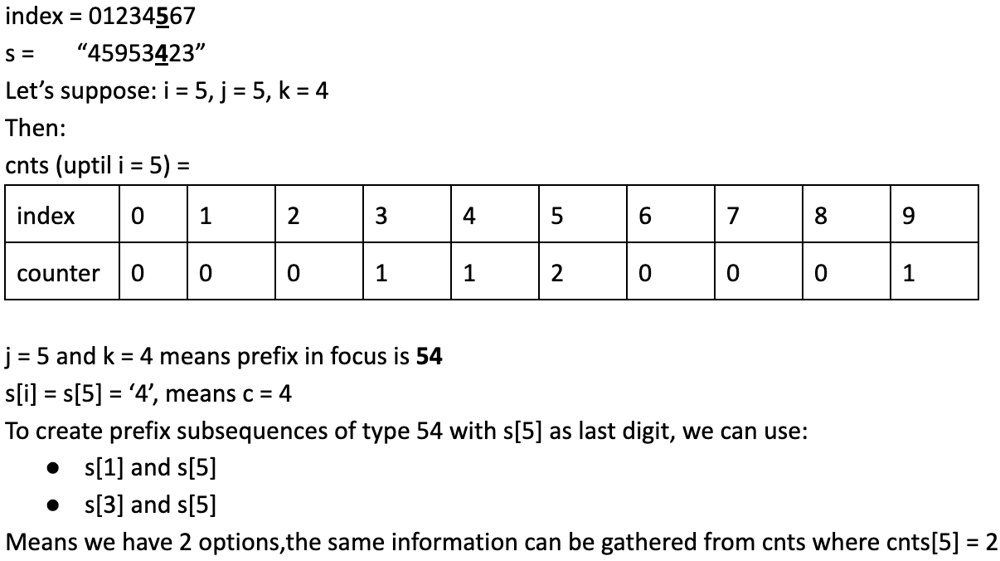 index = 01234567
s = “45953423”
Let’s suppose: i = 5, j = 5, k = 4
Then:
cnts (uptil i = 5) =
index 0 1 2 3 4 5 6 7 8 9
counter 0 0 0 1 1 2 0 0 0 1
j = 5 and k = 4 means prefix in focus is 54
s[i] = s[5] = ‘4’, means c = 4
To create prefix subsequences of type 54 with s[5] as last digit, we can use:
● s[1] and s[5]
● s[3] and s[5]
Means we have 2 options,the same information can be gathered from cnts where cnts[5] = 2